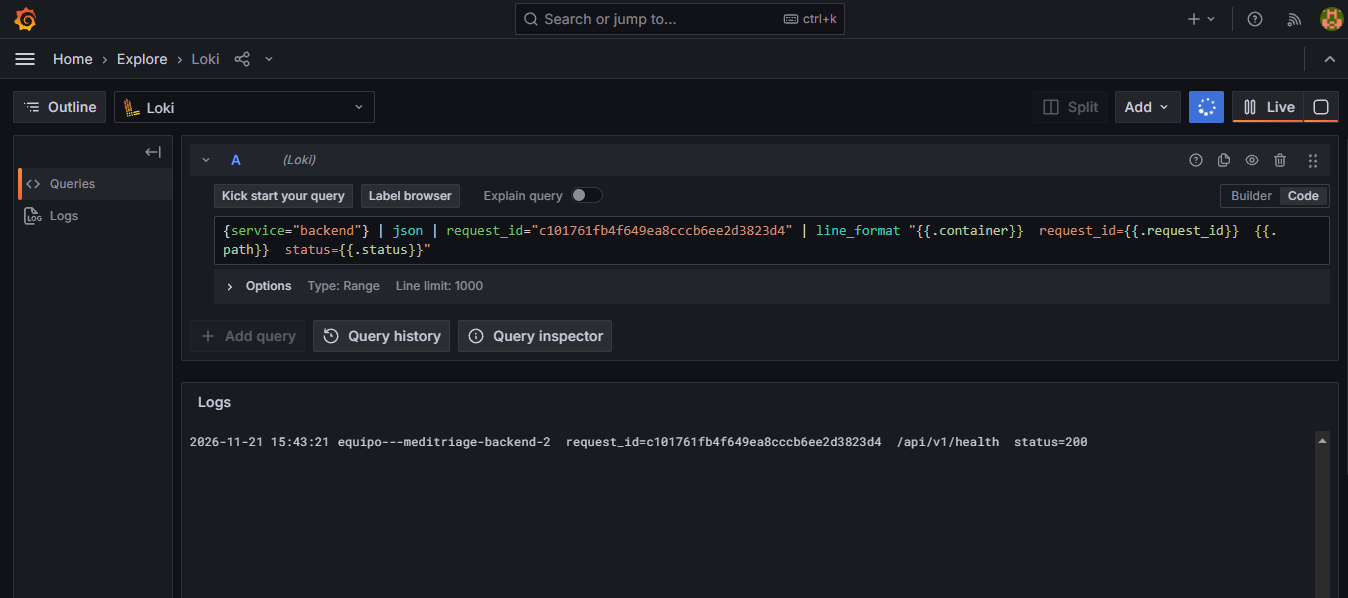 Search or jump to... ctrl+k
Home › Explore › Loki
Outline Loki Split Add Live
Queries
Logs
A (Loki)
Kick start your query Label browser Explain query Builder Code
{service="backend"} | json | request_id="c101761fb4f649ea8cccb6ee2d3823d4" | line_format "{{.container}}  request_id={{.request_id}}  {{.
path}}  status={{.status}}"
Options Type: Range Line limit: 1000
+ Add query Query history Query inspector
Logs
2026-11-21 15:43:21 equipo---meditriage-backend-2  request_id=c101761fb4f649ea8cccb6ee2d3823d4  /api/v1/health  status=200